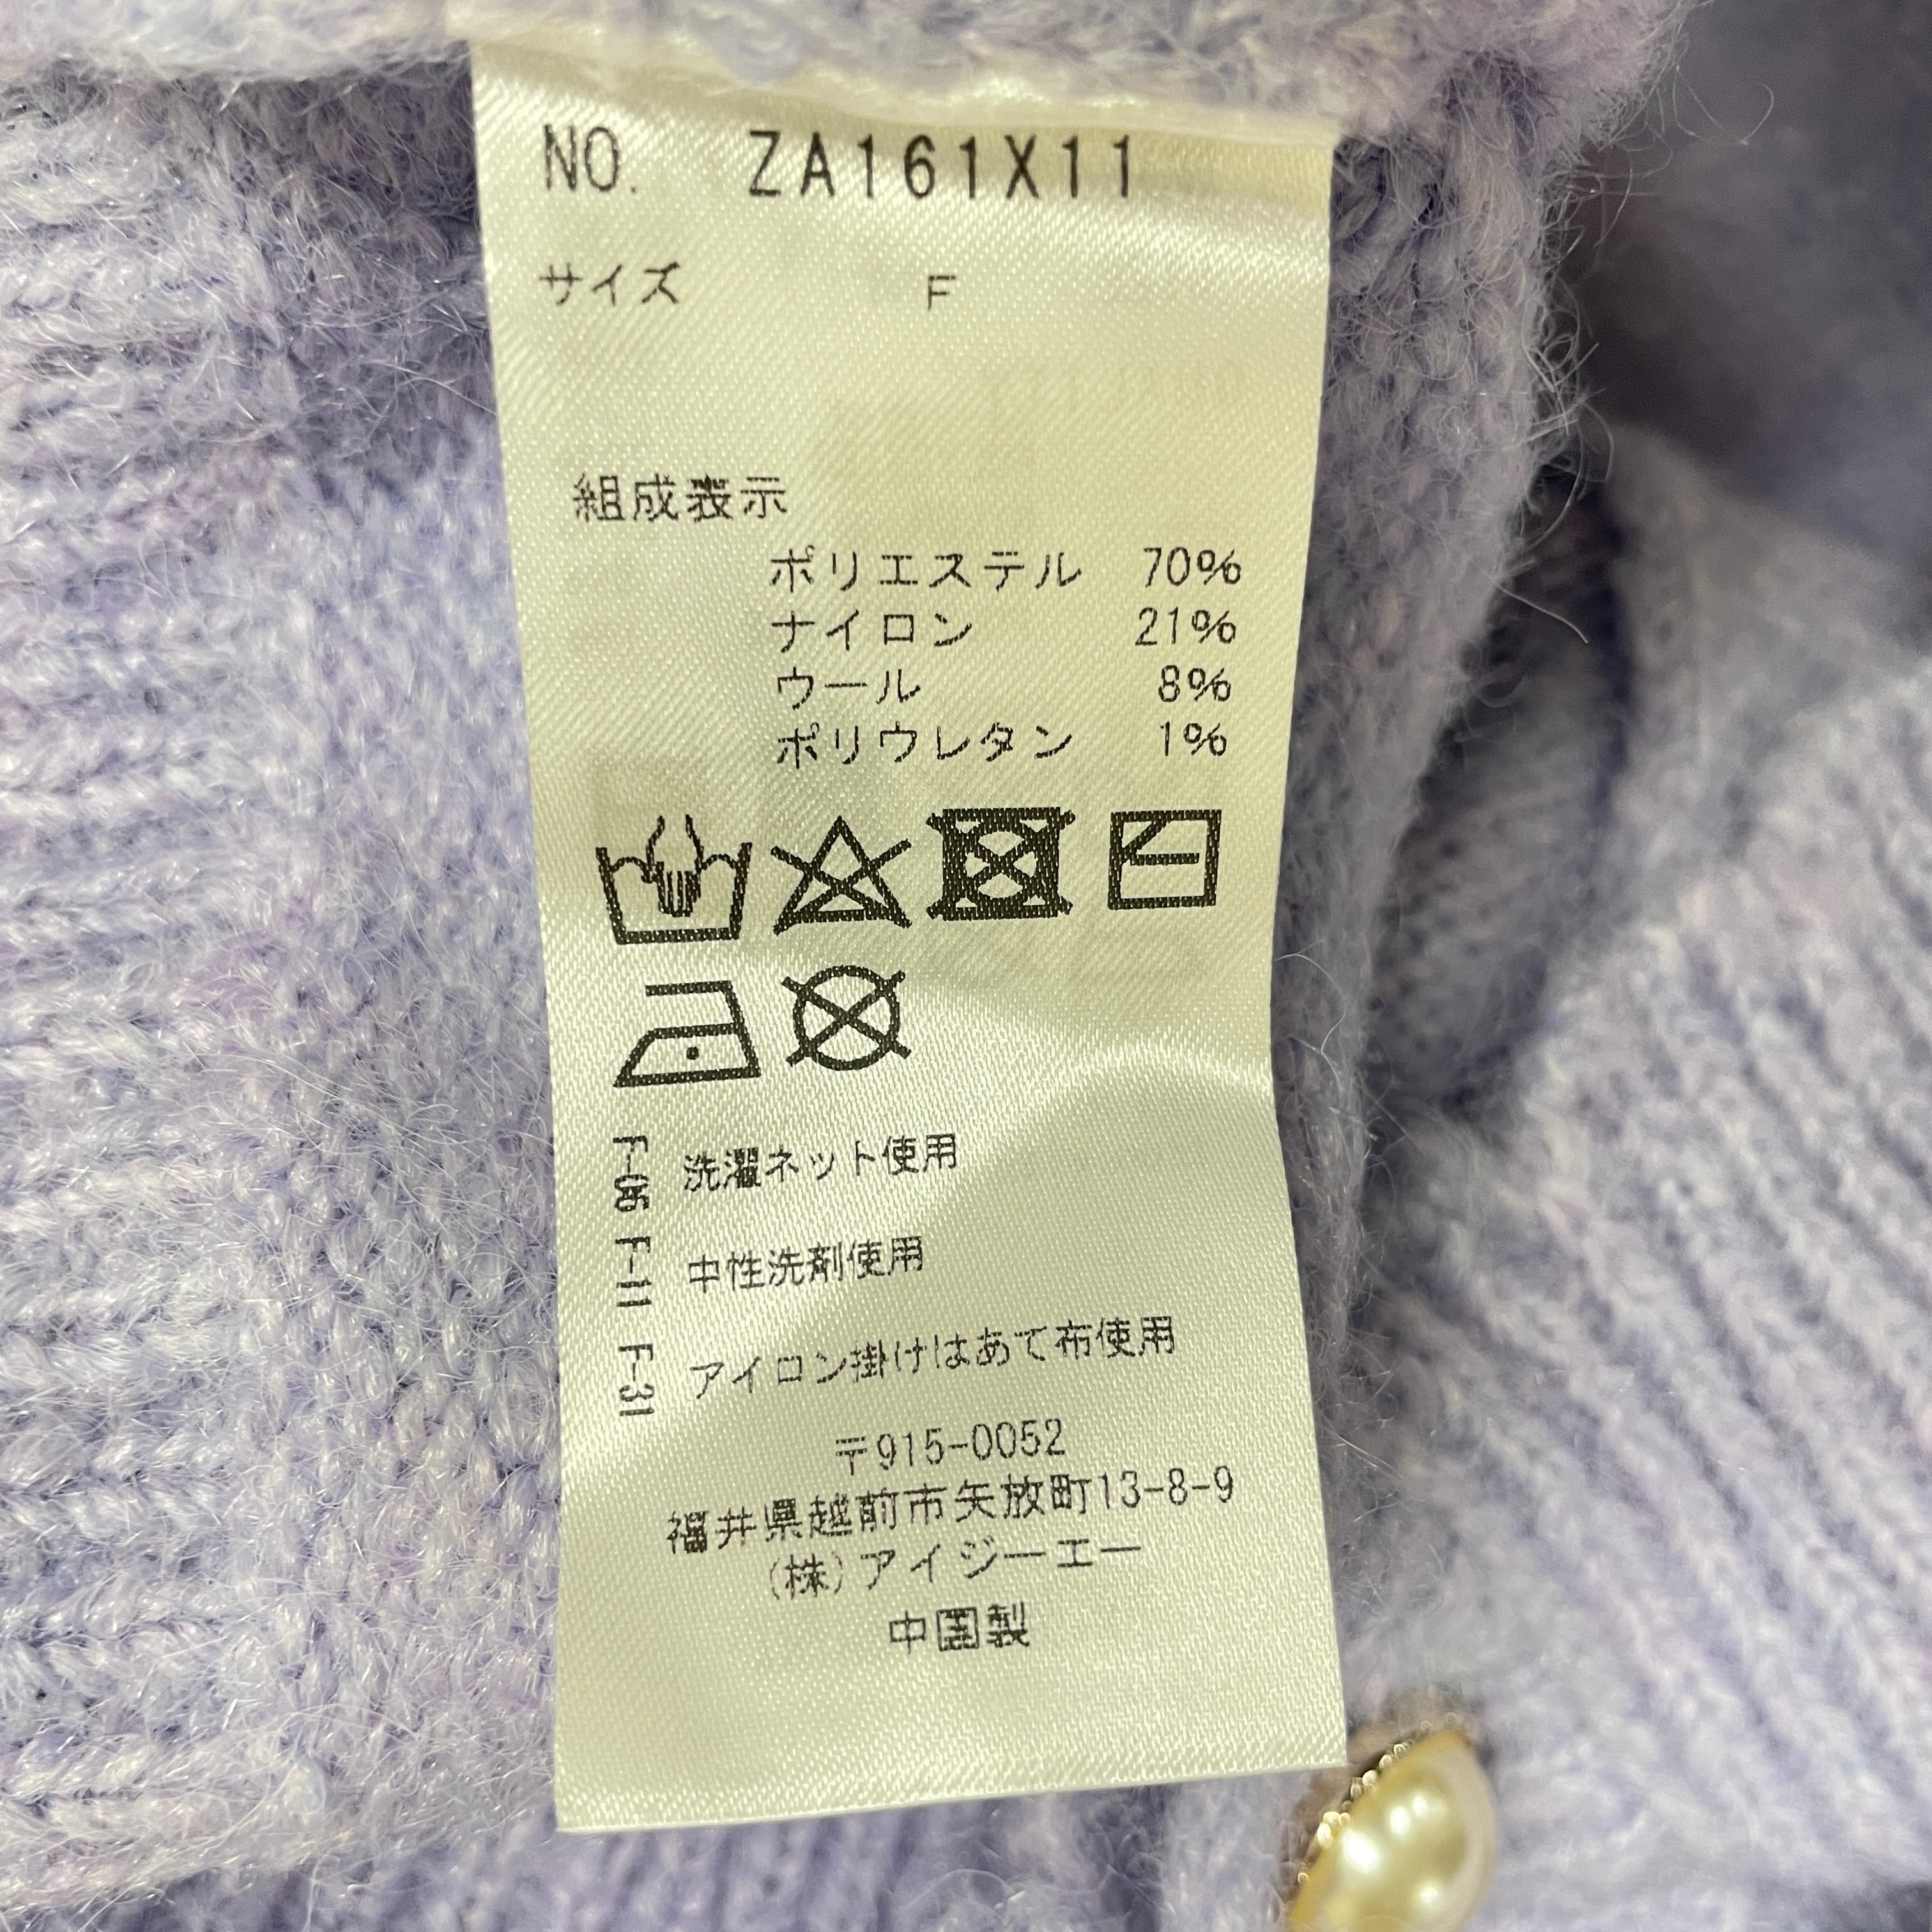 NO. ZA161X11
サイズ F
組成表示
ポリエステル 70%
ナイロン 21%
ウール 8%
ポリウレタン 1%
F-06 洗濯ネット使用
F-11 中性洗剤使用
F-31 アイロン掛けはあて布使用
〒915-0052
福井県越前市矢放町13-8-9
(株)アイジーエー
中国製